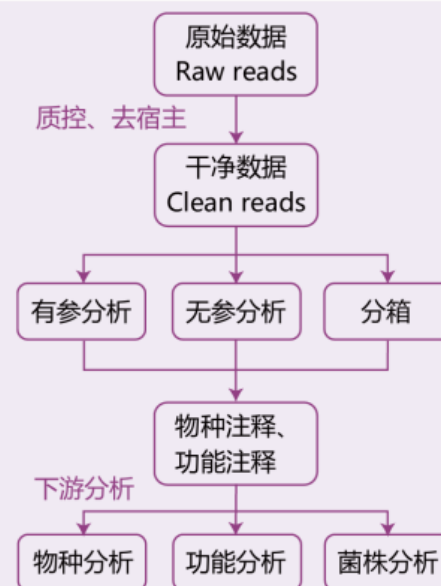 原始数据
Raw reads
质控、去宿主
干净数据
Clean reads
有参分析
无参分析
分箱
物种注释、
功能注释
下游分析
物种分析
功能分析
菌株分析